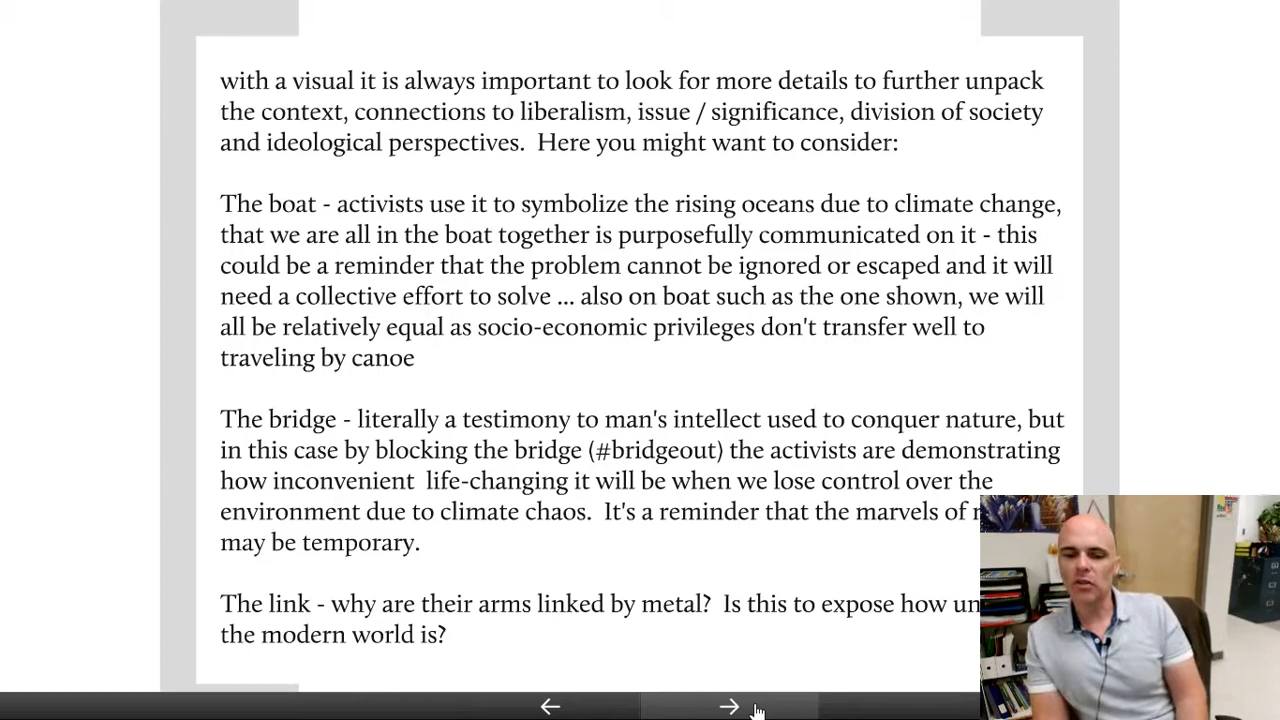 with a visual it is always important to look for more details to further unpack
the context, connections to liberalism, issue / significance, division of society
and ideological perspectives.  Here you might want to consider:
The boat - activists use it to symbolize the rising oceans due to climate change,
that we are all in the boat together is purposefully communicated on it - this
could be a reminder that the problem cannot be ignored or escaped and it will
need a collective effort to solve ... also on boat such as the one shown, we will
all be relatively equal as socio-economic privileges don't transfer well to
traveling by canoe
The bridge - literally a testimony to man's intellect used to conquer nature, but
in this case by blocking the bridge (#bridgeout) the activists are demonstrating
how inconvenient  life-changing it will be when we lose control over the
environment due to climate chaos.  It's a reminder that the marvels of
may be temporary.
The link - why are their arms linked by metal?  Is this to expose how
the modern world is?